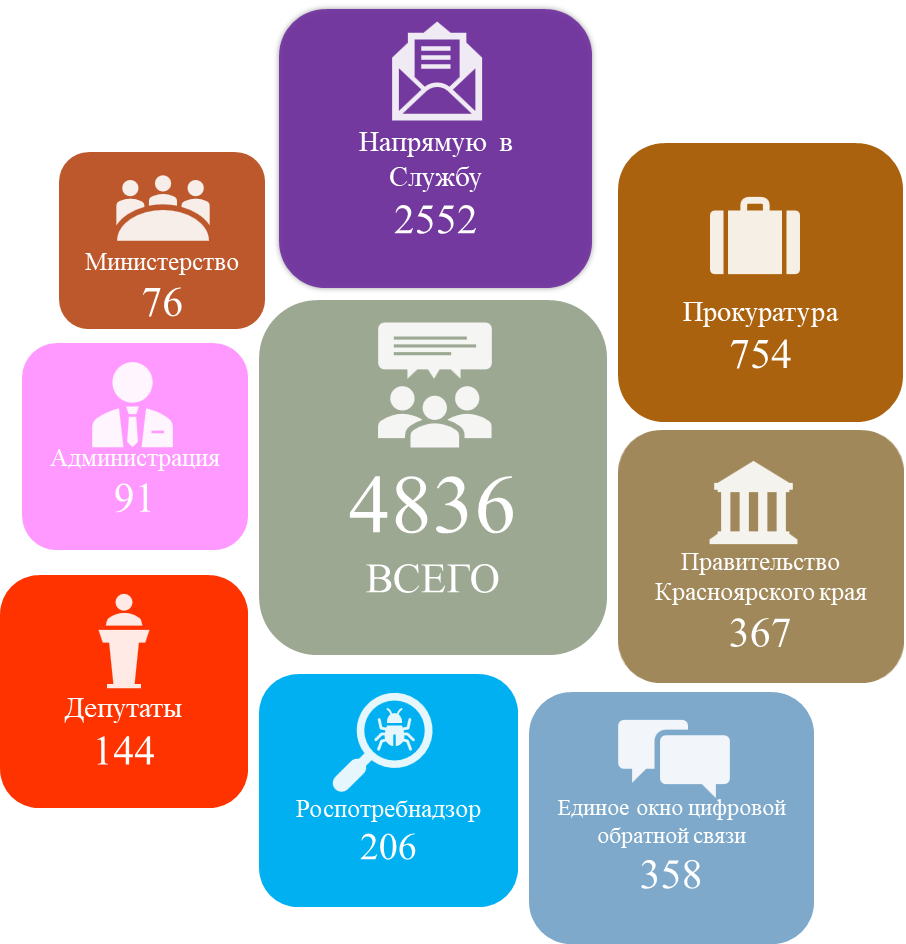 Напрямую в
Службу
2552
Министерство
76
Прокуратура
754
Администрация
91
4836
ВСЕГО
Правительство
Красноярского края
367
Депутаты
144
Роспотребнадзор
206
Единое окно цифровой
обратной связи
358